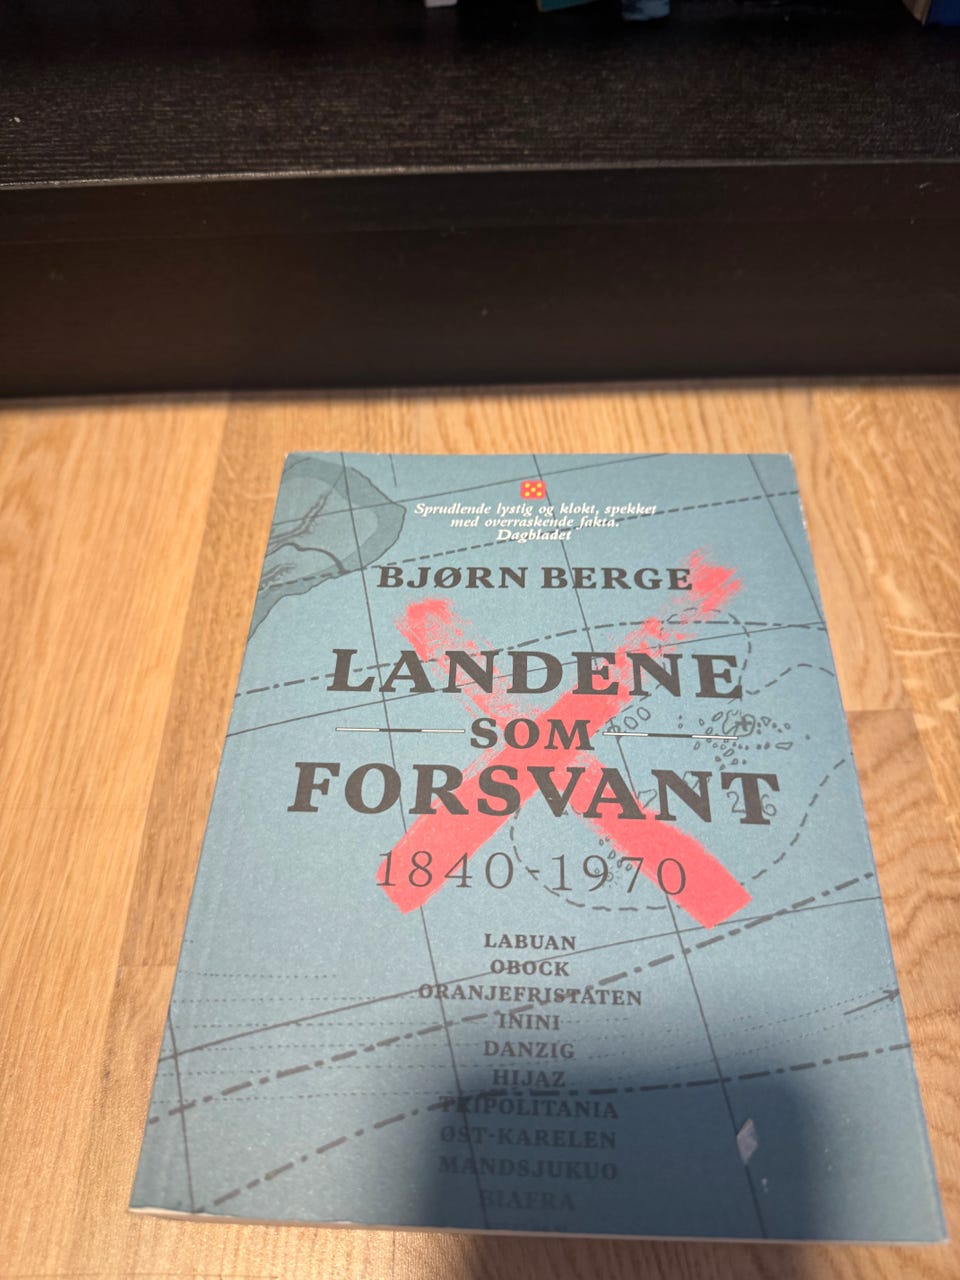 Sprudlende lystig og klokt, spekket
med overraskende fakta.
Dagbladet
BJØRN BERGE
LANDENE
SOM
FORSVANT
1840-1970
LABUAN
OBOCK
ORANJEFRISTATEN
ININI
DANZIG
HIJAZ
TRIPOLITANIA
ØST-KARELEN
MANDSJUKUO
BIAFRA